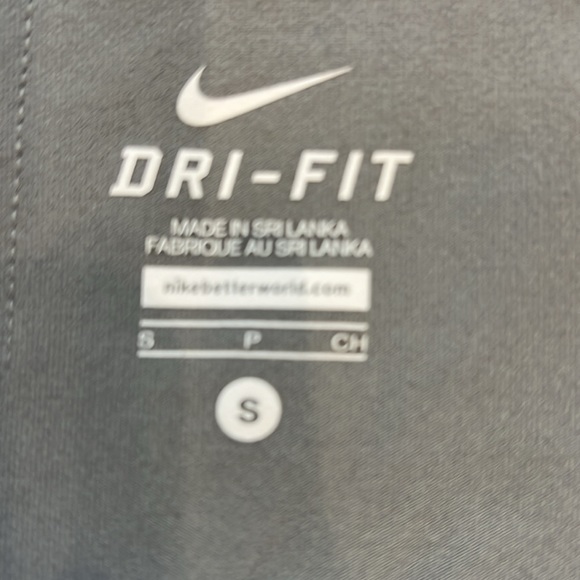 DRI-FIT
MADE IN SRI LANKA
FABRIQUE AU SRI LANKA
nikebetterworld.com
S P CH
S